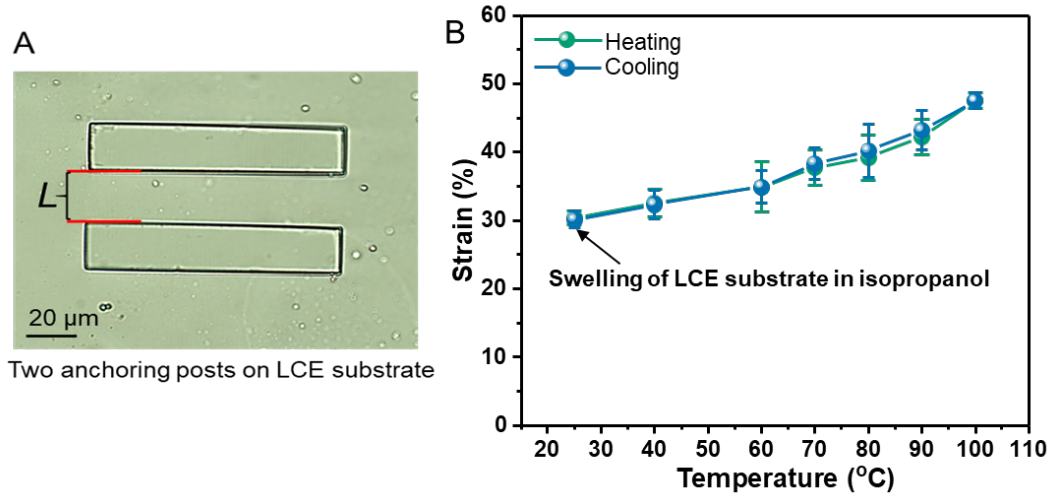 A
L
20 µm
Two anchoring posts on LCE substrate
B
Heating
Cooling
Strain (%)
60
50
40
30
20
10
0
Swelling of LCE substrate in isopropanol
20 30 40 50 60 70 80 90 100 110
Temperature (°C)